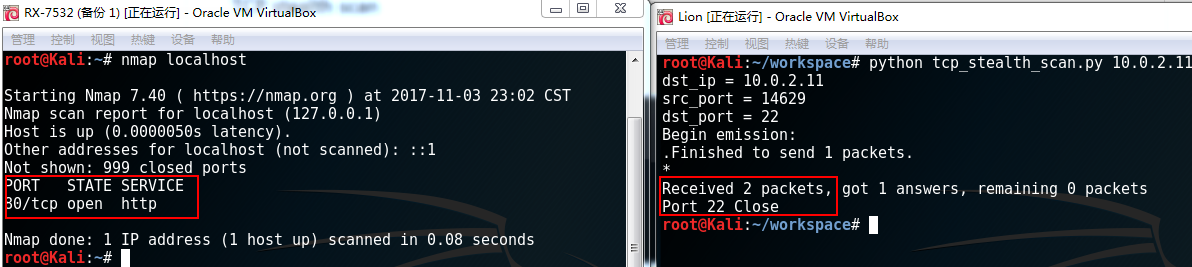 TCP stealth scan
RX-7532 (备份 1) [正在运行] - Oracle VM VirtualBox
管理 控制 视图 热键 设备 帮助
root@Kali:~# nmap localhost
Starting Nmap 7.40 ( https://nmap.org ) at 2017-11-03 23:02 CST
Nmap scan report for localhost (127.0.0.1)
Host is up (0.0000050s latency).
Other addresses for localhost (not scanned): ::1
Not shown: 999 closed ports
PORT STATE SERVICE
80/tcp open http
Nmap done: 1 IP address (1 host up) scanned in 0.08 seconds
root@Kali:~#
Lion [正在运行] - Oracle VM VirtualBox
管理 控制 视图 热键 设备 帮助
root@Kali:~/workspace# python tcp_stealth_scan.py 10.0.2.11
dst_ip = 10.0.2.11
src_port = 14629
dst_port = 22
Begin emission:
.Finished to send 1 packets.
*
Received 2 packets, got 1 answers, remaining 0 packets
Port 22 Close
root@Kali:~/workspace#